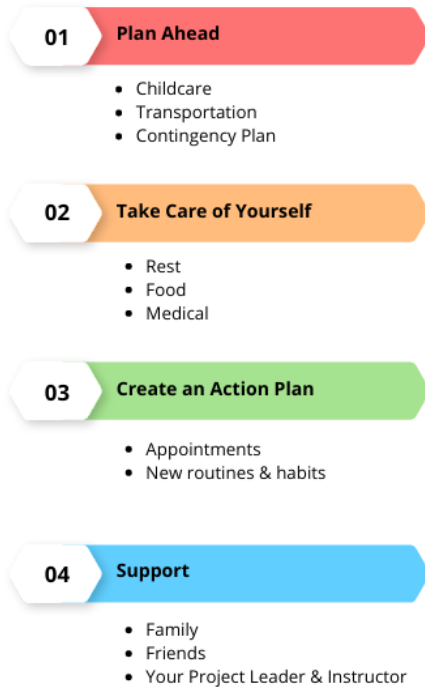 01 Plan Ahead
• Childcare
• Transportation
• Contingency Plan
02 Take Care of Yourself
• Rest
• Food
• Medical
03 Create an Action Plan
• Appointments
• New routines & habits
04 Support
• Family
• Friends
• Your Project Leader & Instructor